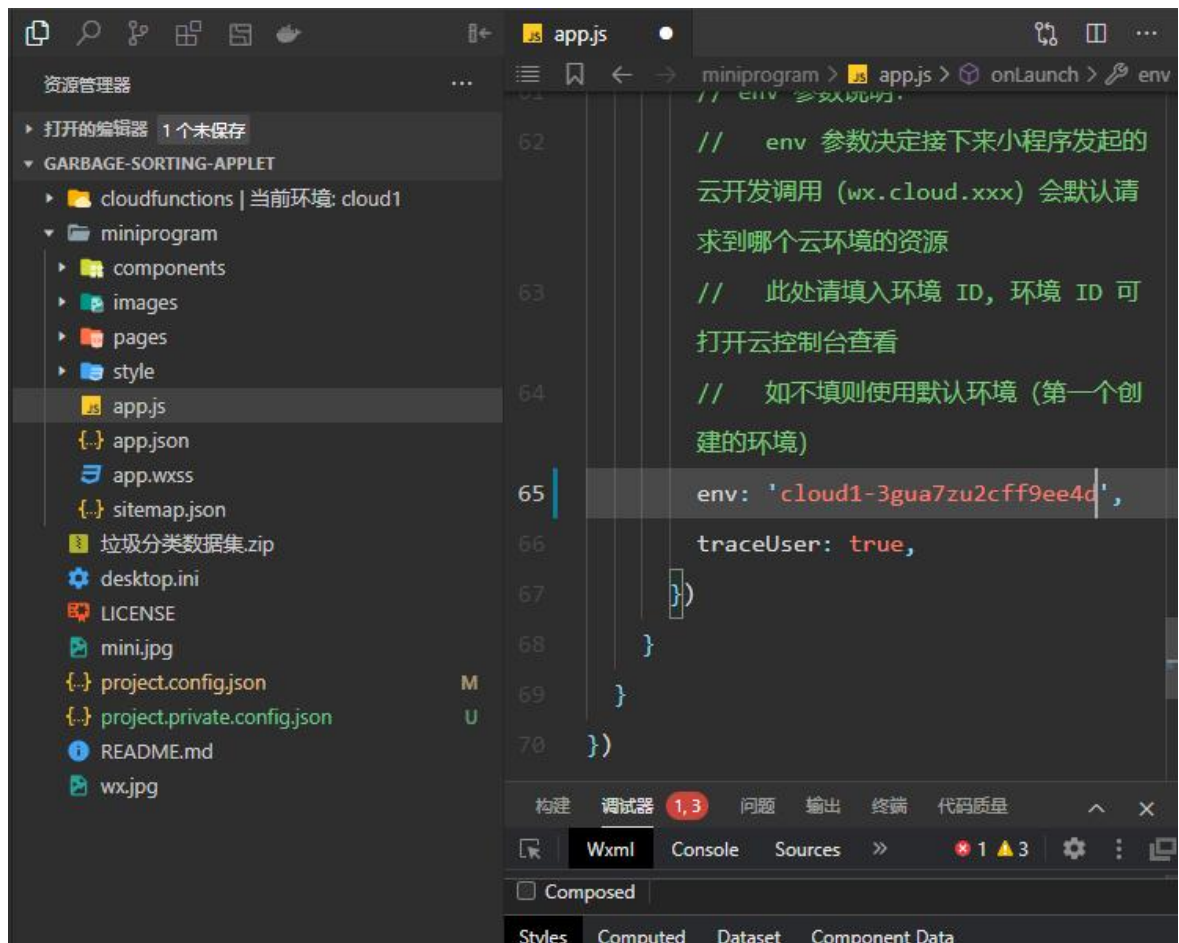 app.js
资源管理器
miniprogram > app.js > onLaunch > env
打开的编辑器 1 个未保存
GARBAGE-SORTING-APPLET
cloudfunctions | 当前环境: cloud1
miniprogram
components
images
pages
style
app.js
app.json
app.wxss
sitemap.json
垃圾分类数据集.zip
desktop.ini
LICENSE
mini.jpg
project.config.json M
project.private.config.json U
README.md
wx.jpg
61 // env 参数说明:
62 // env 参数决定接下来小程序发起的
云开发调用 (wx.cloud.xxx) 会默认请
求到哪个云环境的资源
63 // 此处请填入环境 ID, 环境 ID 可
打开云控制台查看
64 // 如不填则使用默认环境 (第一个创
建的环境)
65 env: 'cloud1-3gua7zu2cff9ee4d',
66 traceUser: true,
67 })
68 }
69 }
70 })
构建 调试器 1, 3 问题 输出 终端 代码质量
Wxml Console Sources » 1 3
Composed
Styles Computed Dataset Component Data